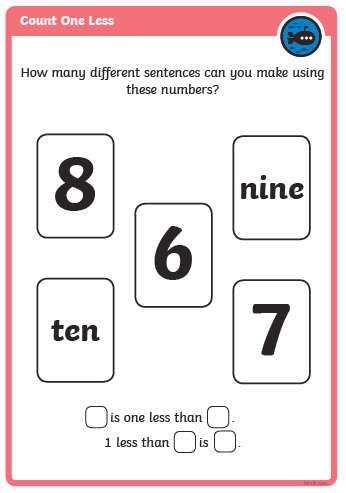 Count One Less
How many different sentences can you make using
these numbers?
8
nine
6
ten
7
is one less than .
1 less than is .